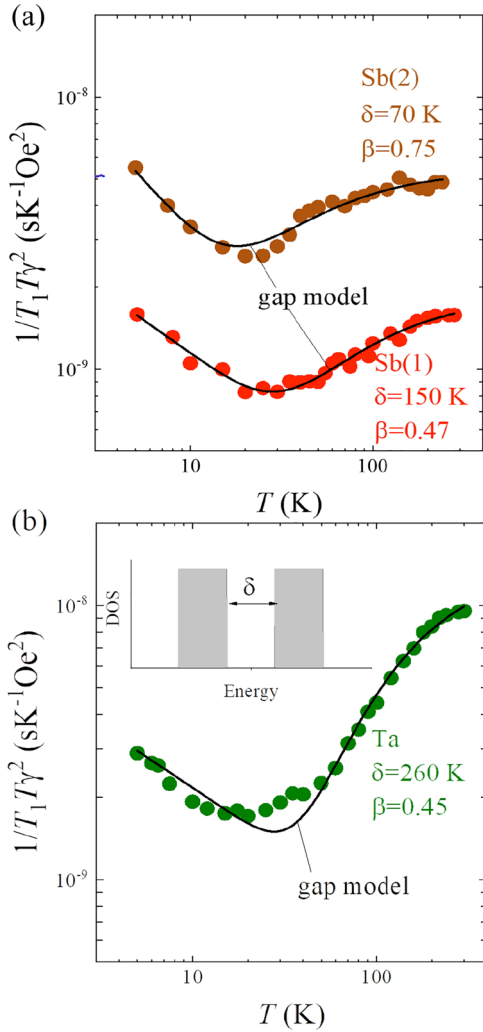 (a)
10⁻⁸
10⁻⁹
1/T₁Tγ² (sK⁻¹Oe²)
Sb(2)
δ=70 K
β=0.75
gap model
Sb(1)
δ=150 K
β=0.47
10
100
T (K)
(b)
10⁻⁸
10⁻⁹
1/T₁Tγ² (sK⁻¹Oe²)
DOS
δ
Energy
Ta
δ=260 K
β=0.45
gap model
10
100
T (K)